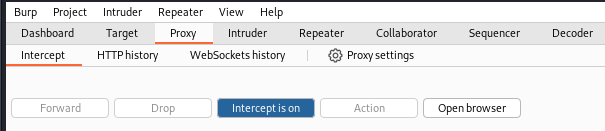 Burp Project Intruder Repeater View Help
Dashboard Target Proxy Intruder Repeater Collaborator Sequencer Decoder
Intercept HTTP history WebSockets history Proxy settings
Forward Drop Intercept is on Action Open browser